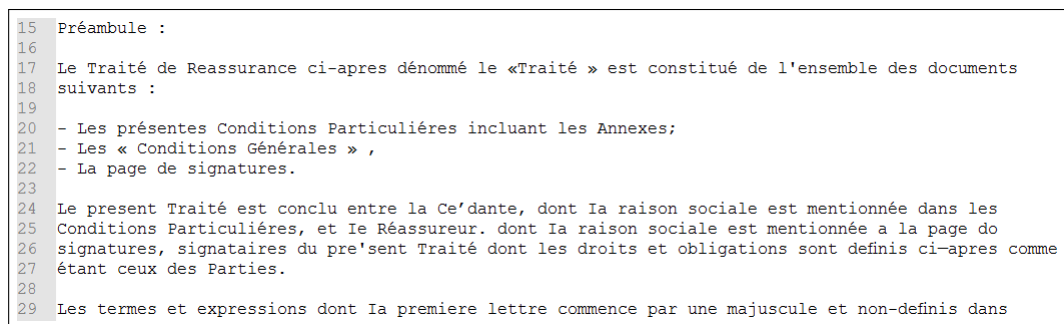 15 Préambule :
16
17 Le Traité de Reassurance ci-apres dénommé le «Traité » est constitué de l'ensemble des documents
18 suivants :
19
20 - Les présentes Conditions Particuliéres incluant les Annexes;
21 - Les « Conditions Générales » ,
22 - La page de signatures.
23
24 Le present Traité est conclu entre la Ce’dante, dont Ia raison sociale est mentionnée dans les
25 Conditions Particuliéres, et Ie Réassureur. dont Ia raison sociale est mentionnée a la page do
26 signatures, signataires du pre'sent Traité dont les droits et obligations sont definis ci—apres comme
27 étant ceux des Parties.
28
29 Les termes et expressions dont Ia premiere lettre commence par une majuscule et non-definis dans